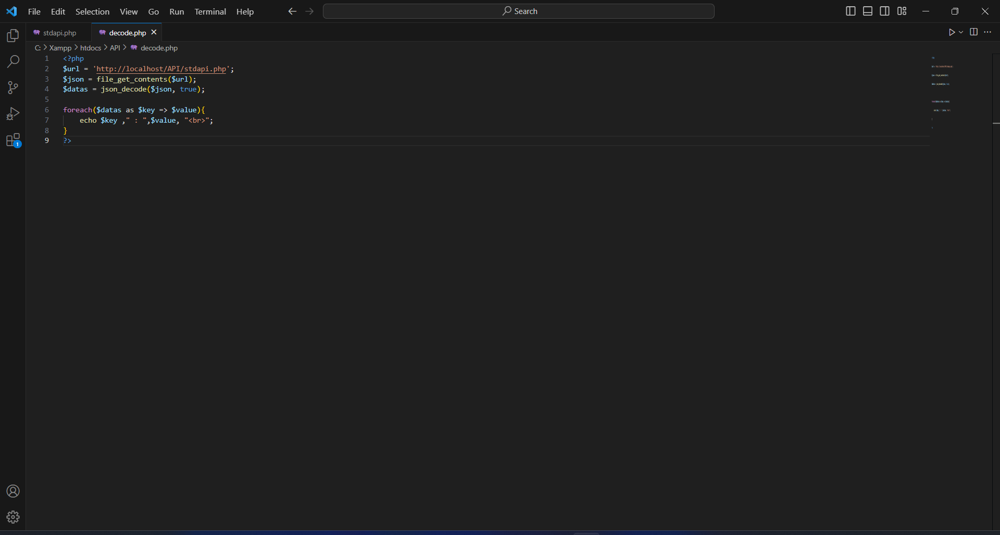 File Edit Selection View Go Run Terminal Help Search
stdapi.php decode.php
C: > Xampp > htdocs > API > decode.php
1 <?php
2 $url = 'http://localhost/API/stdapi.php';
3 $json = file_get_contents($url);
4 $datas = json_decode($json, true);
5
6 foreach($datas as $key => $value){
7     echo $key ," : ",$value, "<br>";
8 }
9 ?>
1